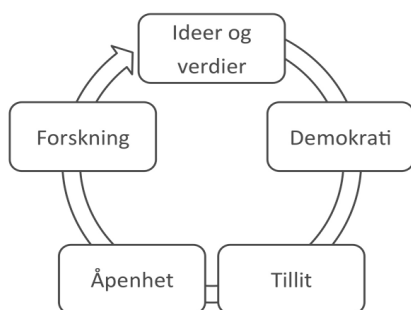 Ideer og
verdier
Demokrati
Tillit
Åpenhet
Forskning